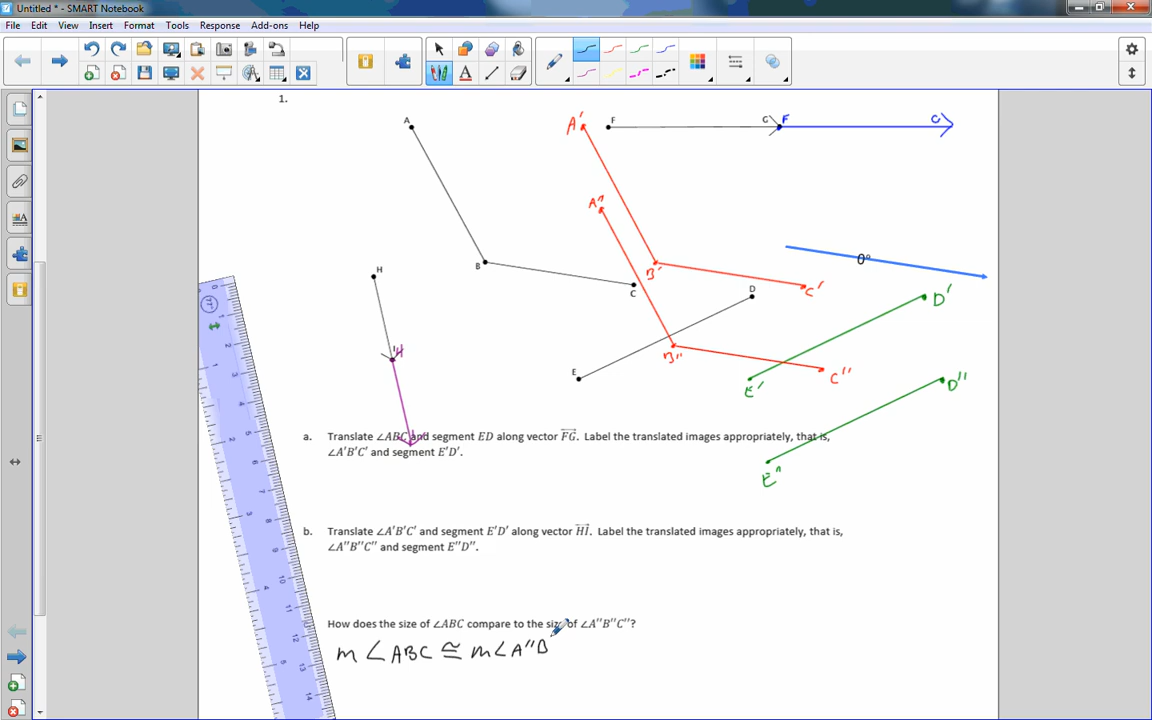 Untitled * - SMART Notebook
File Edit View Insert Format Tools Response Add-ons Help
1.
A
A'
F
G
F
G
A"
B
B'
0°
H
C
D
C'
D'
'H
B"
E
C"
E'
D"
a. Translate ∠ABC and segment ED along vector FG. Label the translated images appropriately, that is,
∠A'B'C' and segment E'D'.
E"
b. Translate ∠A'B'C' and segment E'D' along vector HI. Label the translated images appropriately, that is,
∠A''B''C'' and segment E''D''.
How does the size of ∠ABC compare to the size of ∠A''B''C''?
m ∠ABC ≅ m∠A"B